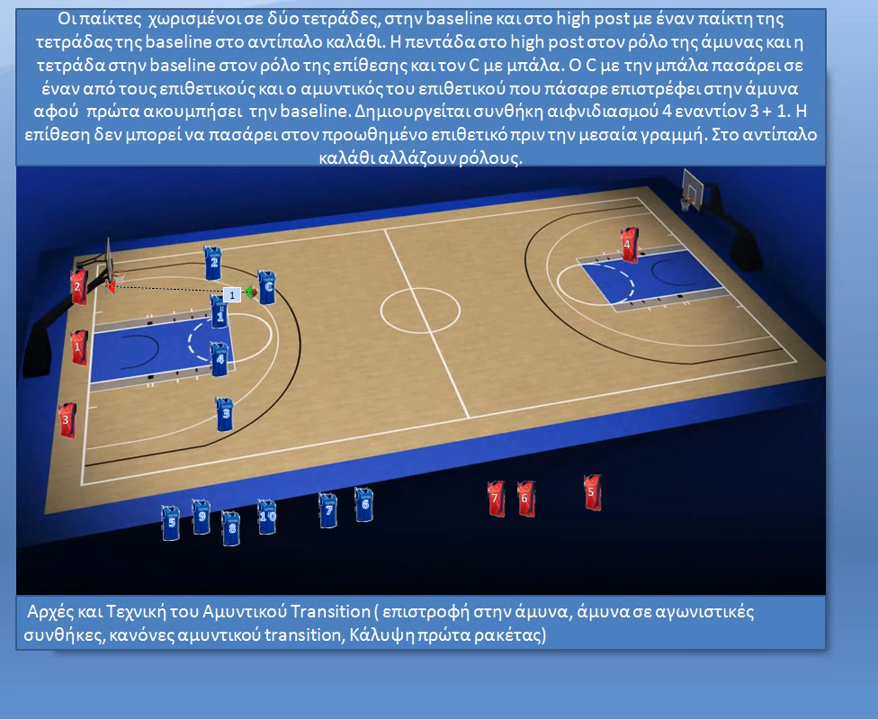 Οι παίκτες χωρισμένοι σε δύο τετράδες, στην baseline και στο high post με έναν παίκτη της
τετράδας της baseline στο αντίπαλο καλάθι. Η πεντάδα στο high post στον ρόλο της άμυνας και η
τετράδα στην baseline στον ρόλο της επίθεσης και τον C με μπάλα. Ο C με την μπάλα πασάρει σε
έναν από τους επιθετικούς και ο αμυντικός του επιθετικού που πάσαρε επιστρέφει στην άμυνα
αφού πρώτα ακουμπήσει την baseline. Δημιουργείται συνθήκη αιφνιδιασμού 4 εναντίον 3 + 1. Η
επίθεση δεν μπορεί να πασάρει στον προωθημένο επιθετικό πριν την μεσαία γραμμή. Στο αντίπαλο
καλάθι αλλάζουν ρόλους.
4
2
2
C
1
1
1
4
3
3
5
9
8
10
7
6
7
6
5
Αρχές και Τεχνική του Αμυντικού Transition ( επιστροφή στην άμυνα, άμυνα σε αγωνιστικές
συνθήκες, κανόνες αμυντικού transition, Κάλυψη πρώτα ρακέτας)